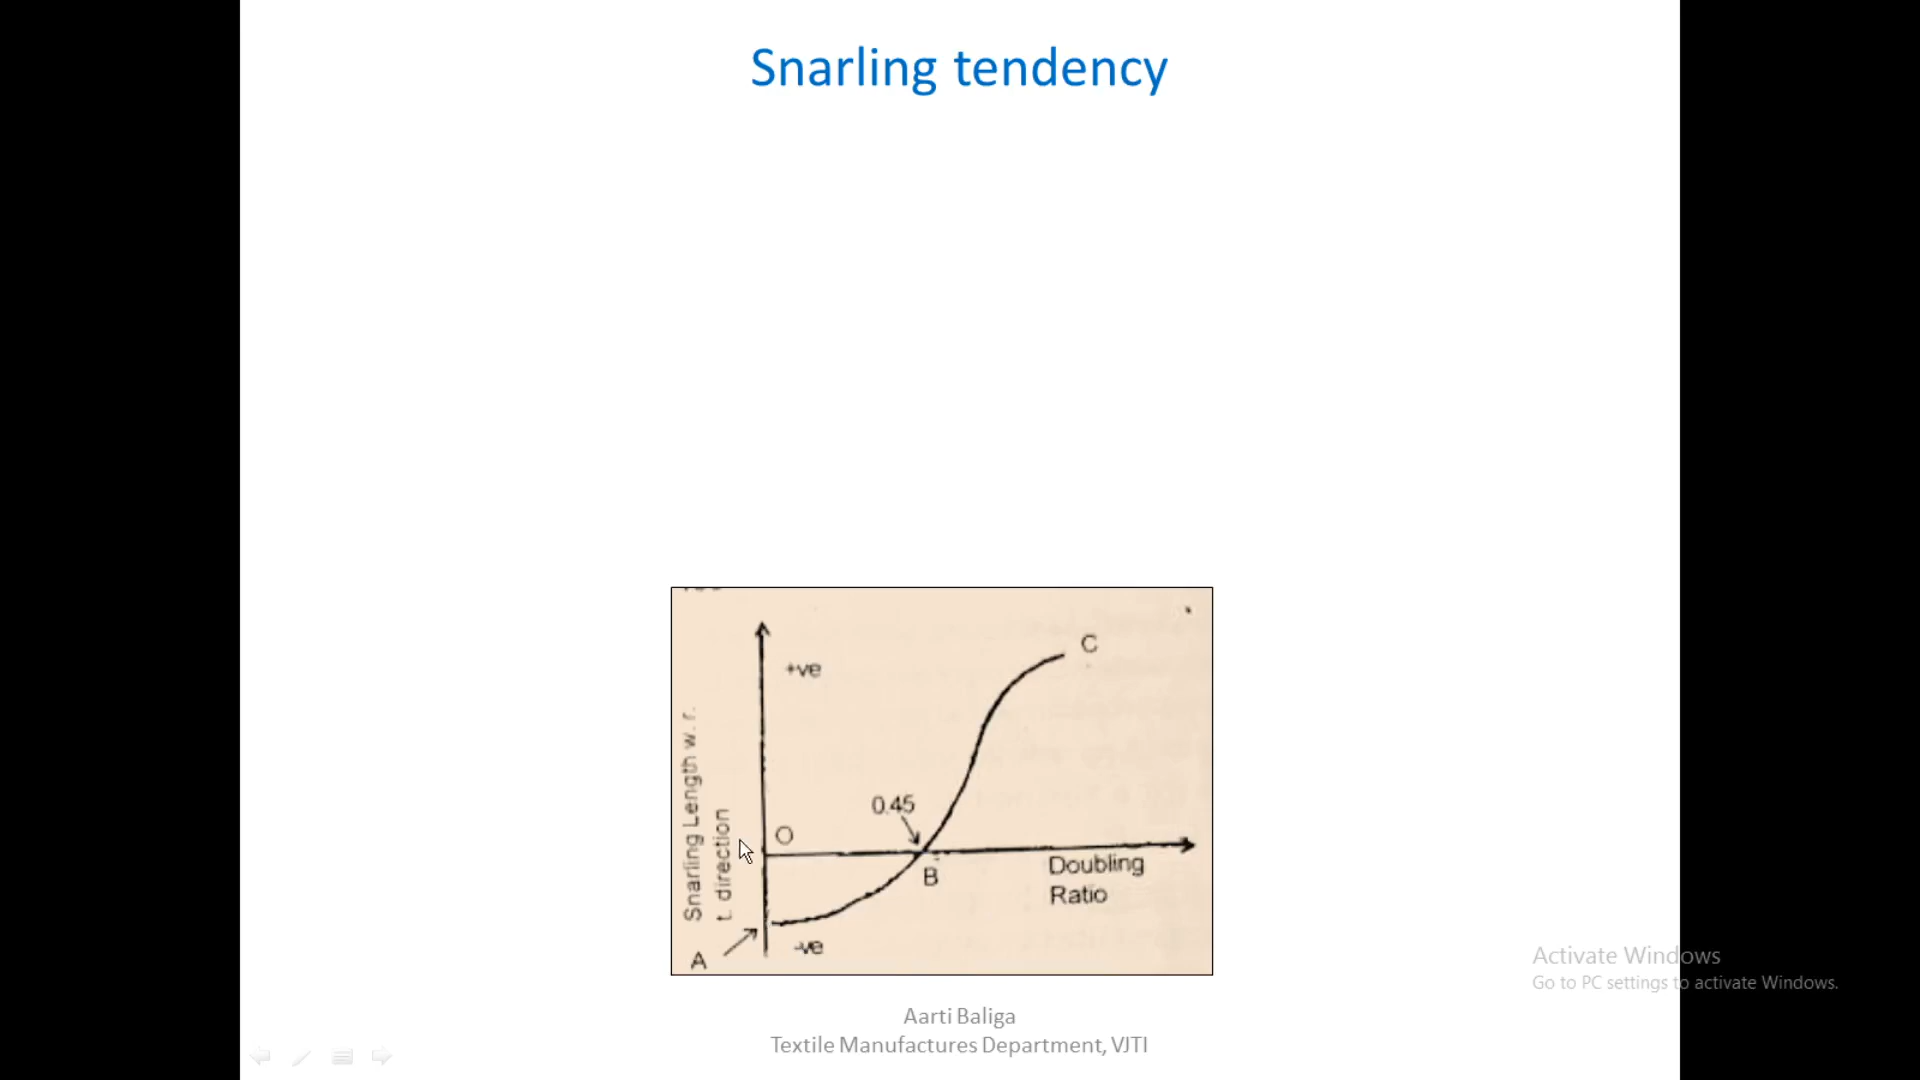 Snarling tendency
C
+ve
Snarling Length w. r.
t. direction
0.45
O
B
Doubling
Ratio
A
-ve
Activate Windows
Go to PC settings to activate Windows.
Aarti Baliga
Textile Manufactures Department, VJTI